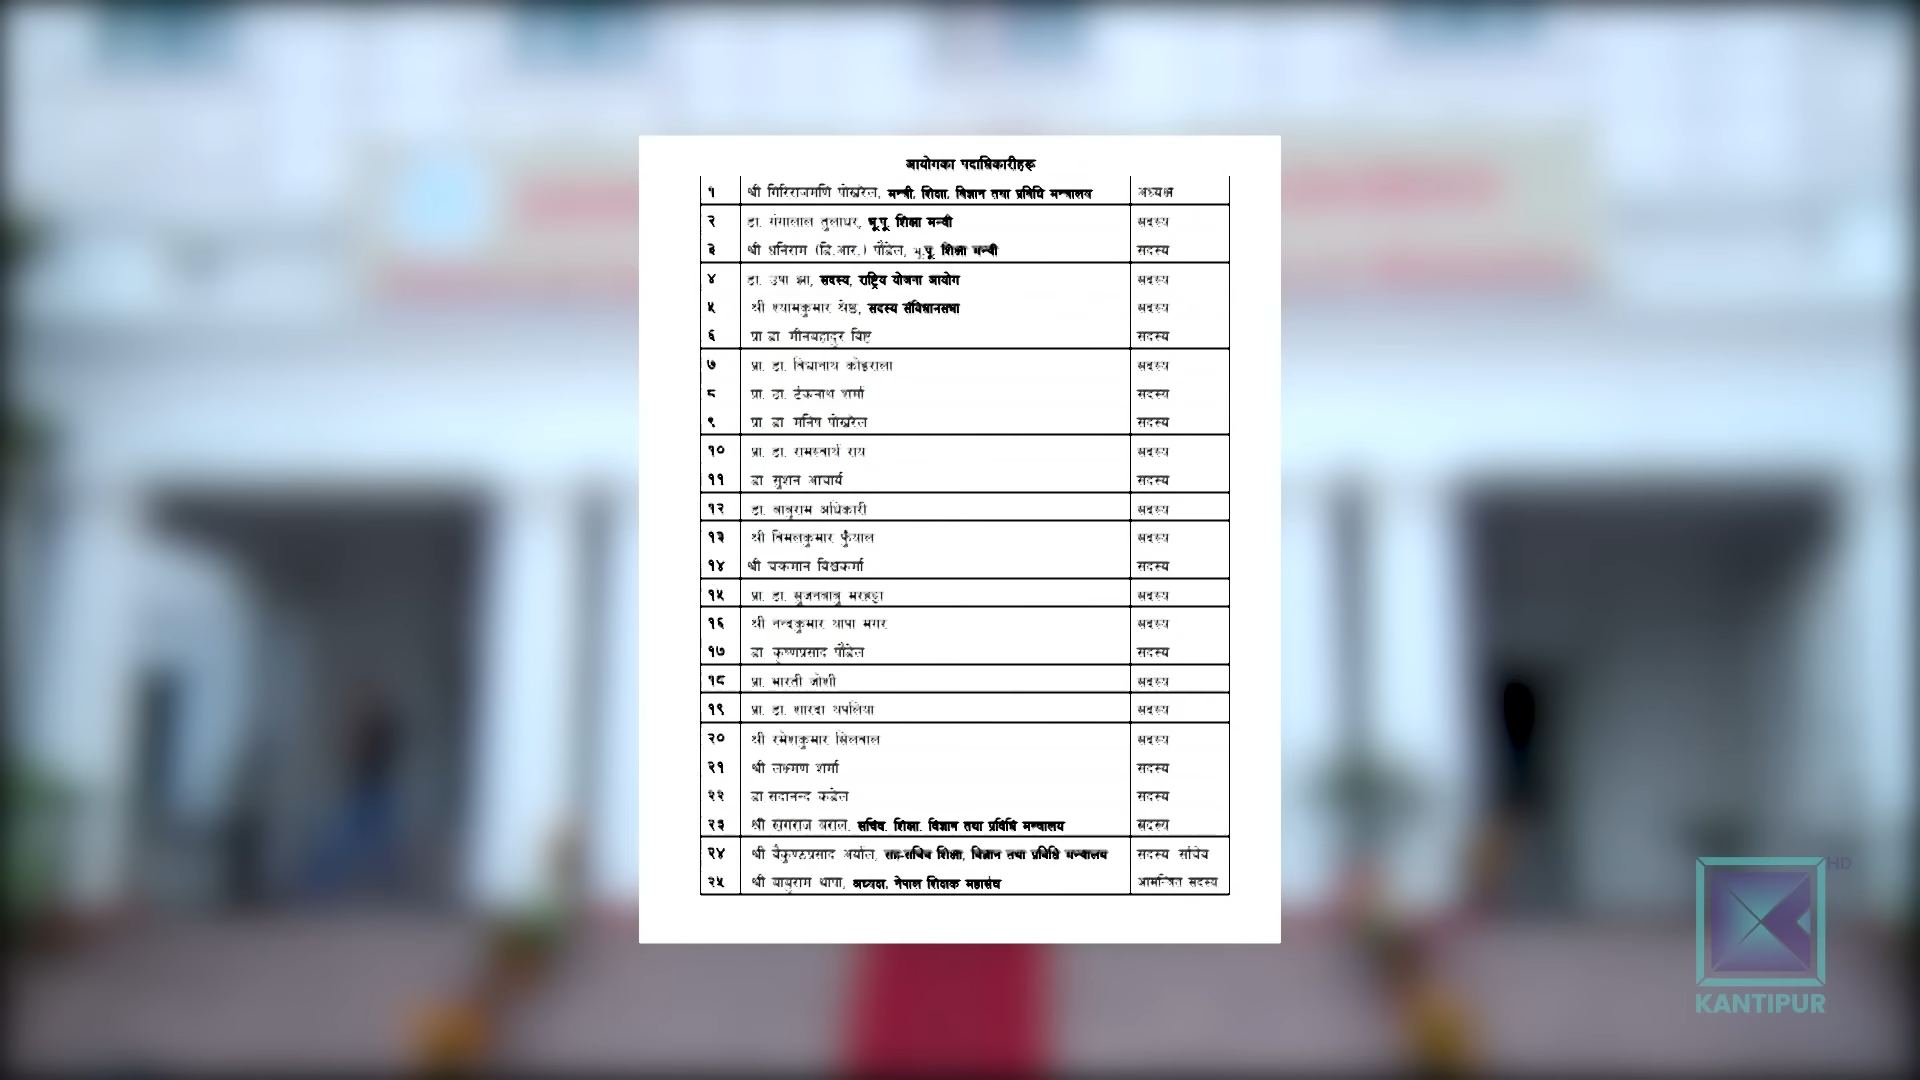 आयोगका पदाधिकारीहरू
१ श्री गिरिराजमणि पोखरेल, मन्त्री, शिक्षा, विज्ञान तथा प्रविधि मन्त्रालय अध्यक्ष
२ डा. गंगालाल तुलाधर, भू.पू. शिक्षा मन्त्री सदस्य
३ श्री धनिराम (डि.आर.) पौडेल, भू.पू. शिक्षा मन्त्री सदस्य
४ डा. उषा झा, सदस्य, राष्ट्रिय योजना आयोग सदस्य
५ श्री श्यामकुमार श्रेष्ठ, सदस्य संविधानसभा सदस्य
६ प्रा डा मीनबहादुर विष्ट सदस्य
७ प्रा. डा. विद्यानाथ कोइराला सदस्य
८ प्रा. डा. टंकनाथ शर्मा सदस्य
९ प्रा डा मनिष पोखरेल सदस्य
१० प्रा. डा. रामस्वार्थ राय सदस्य
११ डा सुशन आचार्य सदस्य
१२ डा. बाबुराम अधिकारी सदस्य
१३ श्री विमलकुमार फुँयाल सदस्य
१४ श्री चक्रमान विश्वकर्मा सदस्य
१५ प्रा. डा. सुजनबाबु मरहट्टा सदस्य
१६ श्री नन्दकुमार थापा मगर सदस्य
१७ डा कृष्णप्रसाद पौडेल सदस्य
१८ प्रा. भारती जोशी सदस्य
१९ प्रा. डा. शारदा थपलिया सदस्य
२० श्री रमेशकुमार सिलवाल सदस्य
२१ श्री लक्ष्मण शर्मा सदस्य
२२ डा सदानन्द कंडेल सदस्य
२३ श्री खगराज बराल, सचिव, शिक्षा, विज्ञान तथा प्रविधि मन्त्रालय सदस्य
२४ श्री बैकुण्ठप्रसाद अर्याल, सह-सचिव शिक्षा, विज्ञान तथा प्रविधि मन्त्रालय सदस्य सचिव
२५ श्री बाबुराम थापा, अध्यक्ष, नेपाल शिक्षक महासंघ आमन्त्रित सदस्य
HD
KANTIPUR